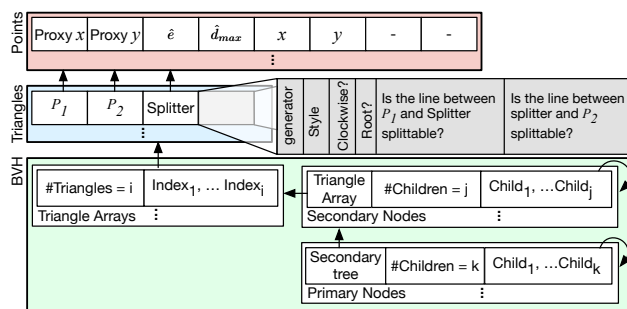 Points
Proxy x Proxy y ê d̂max x y - -
⋮
Triangles
P1 P2 Splitter
⋮
generator
Style
Clockwise?
Root?
Is the line between
P1 and Splitter
splittable?
Is the line between
splitter and P2
splittable?
BVH
#Triangles = i Index1, ... Indexi
Triangle Arrays ⋮
Triangle
Array
#Children = j Child1, ...Childj
Secondary Nodes ⋮
Secondary
tree
#Children = k Child1, ...Childk
Primary Nodes ⋮